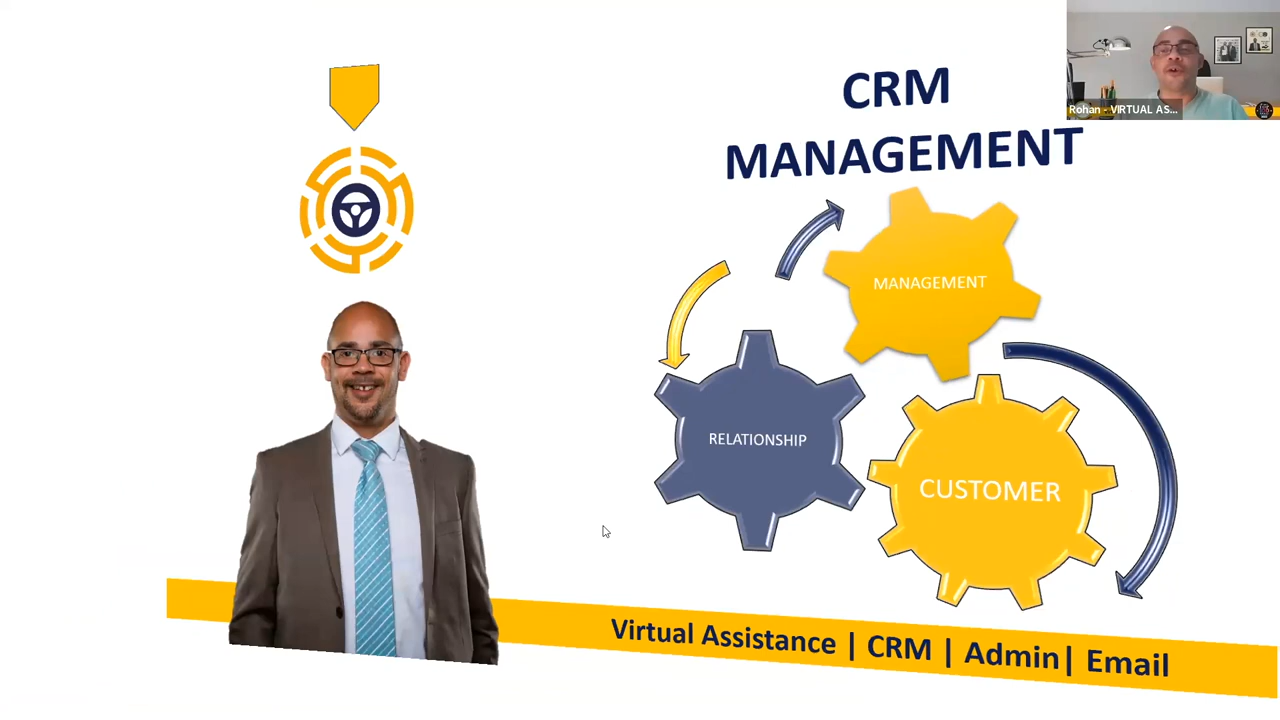 Rohan - VIRTUAL AS...
CRM
MANAGEMENT
MANAGEMENT
RELATIONSHIP
CUSTOMER
Virtual Assistance | CRM | Admin| Email